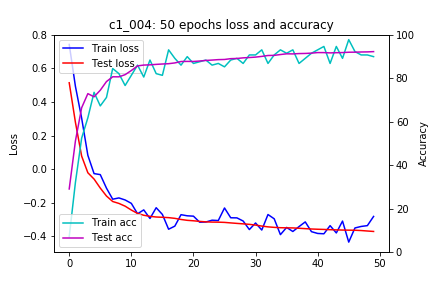 c1_004: 50 epochs loss and accuracy
0.8
0.6
0.4
0.2
0.0
−0.2
−0.4
Loss
Train loss
Test loss
Train acc
Test acc
100
80
60
40
20
0
Accuracy
0
10
20
30
40
50